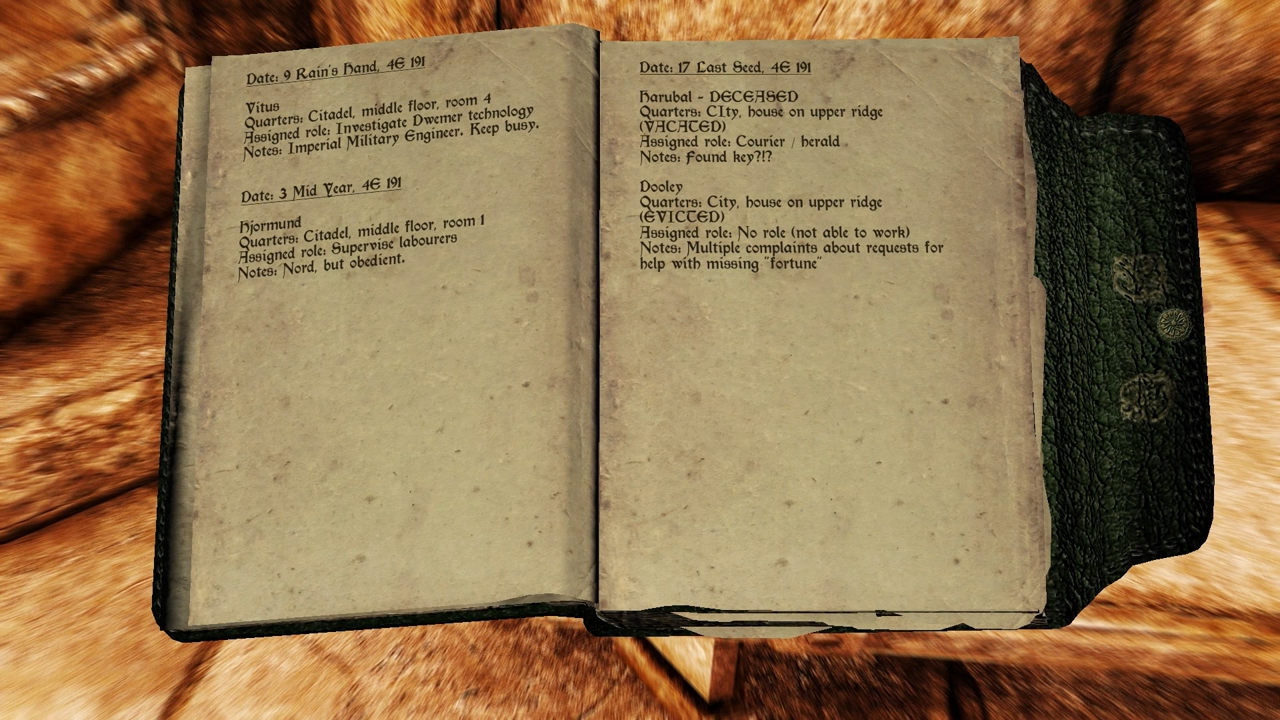 Date: 9 Rain's Hand, 4E 191
Vitus
Quarters: Citadel, middle floor, room 4
Assigned role: Investigate Dwemer technology
Notes: Imperial Military Engineer. Keep busy.
Date: 3 Mid Year, 4E 191
Hjormund
Quarters: Citadel, middle floor, room 1
Assigned role: Supervise labourers
Notes: Nord, but obedient.
Date: 17 Last Seed, 4E 191
Harubal - DECEASED
Quarters: CIty, house on upper ridge
(VACATED)
Assigned role: Courier / herald
Notes: Found key?!?
Dooley
Quarters: City, house on upper ridge
(EVICTED)
Assigned role: No role (not able to work)
Notes: Multiple complaints about requests for
help with missing "fortune"